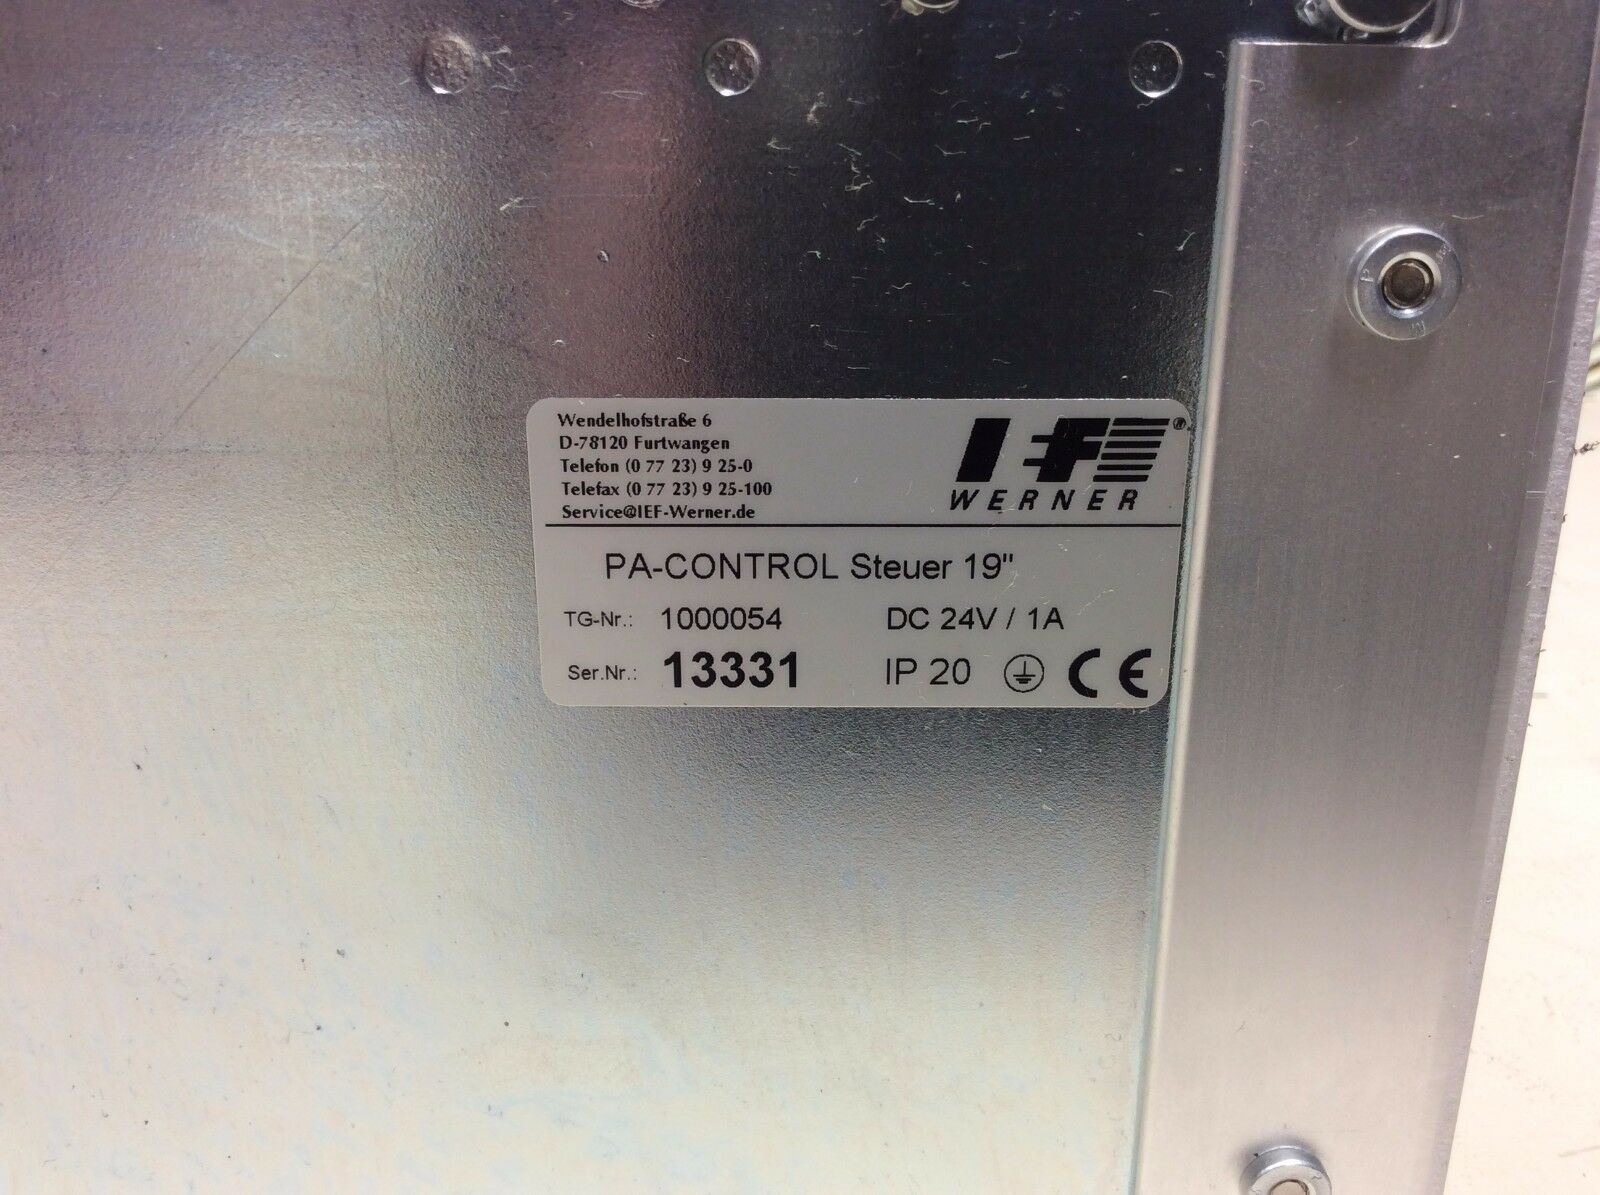 Wendelhofstraße 6
D-78120 Furtwangen
Telefon (0 77 23) 9 25-0
Telefax (0 77 23) 9 25-100
Service@IEF-Werner.de
IEF®
WERNER
PA-CONTROL Steuer 19"
TG-Nr.: 1000054 DC 24V / 1A
Ser.Nr.: 13331 IP 20 CE